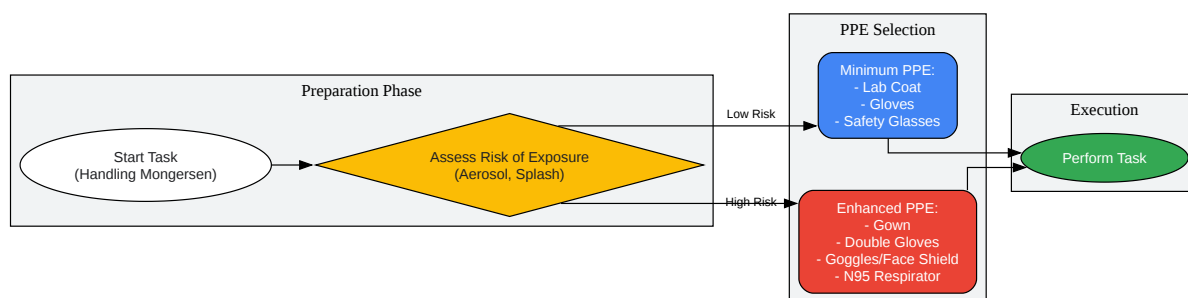 Preparation Phase
Start Task
(Handling Mongersen)
Assess Risk of Exposure
(Aerosol, Splash)
Low Risk
High Risk
PPE Selection
Minimum PPE:
- Lab Coat
- Gloves
- Safety Glasses
Enhanced PPE:
- Gown
- Double Gloves
- Goggles/Face Shield
- N95 Respirator
Execution
Perform Task